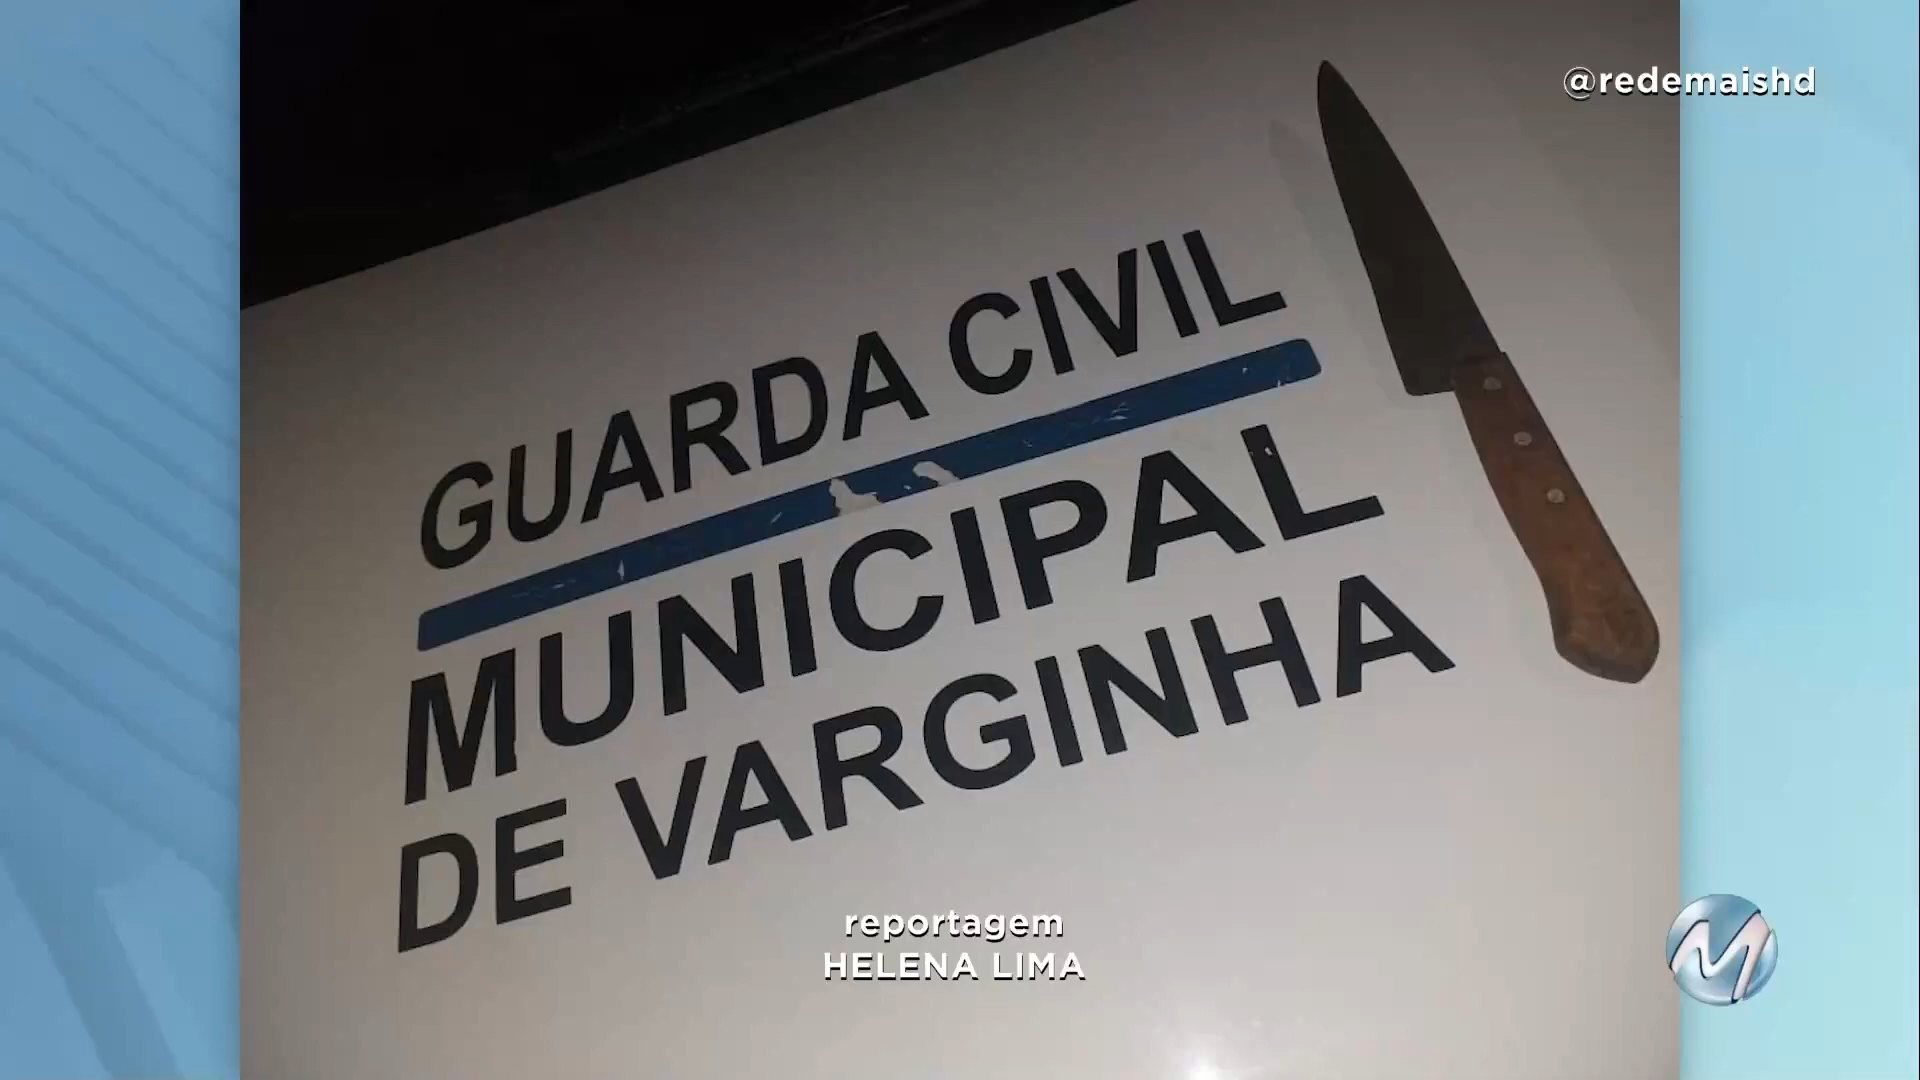 @redemaishd
GUARDA CIVIL
MUNICIPAL
DE VARGINHA
reportagem
HELENA LIMA
M